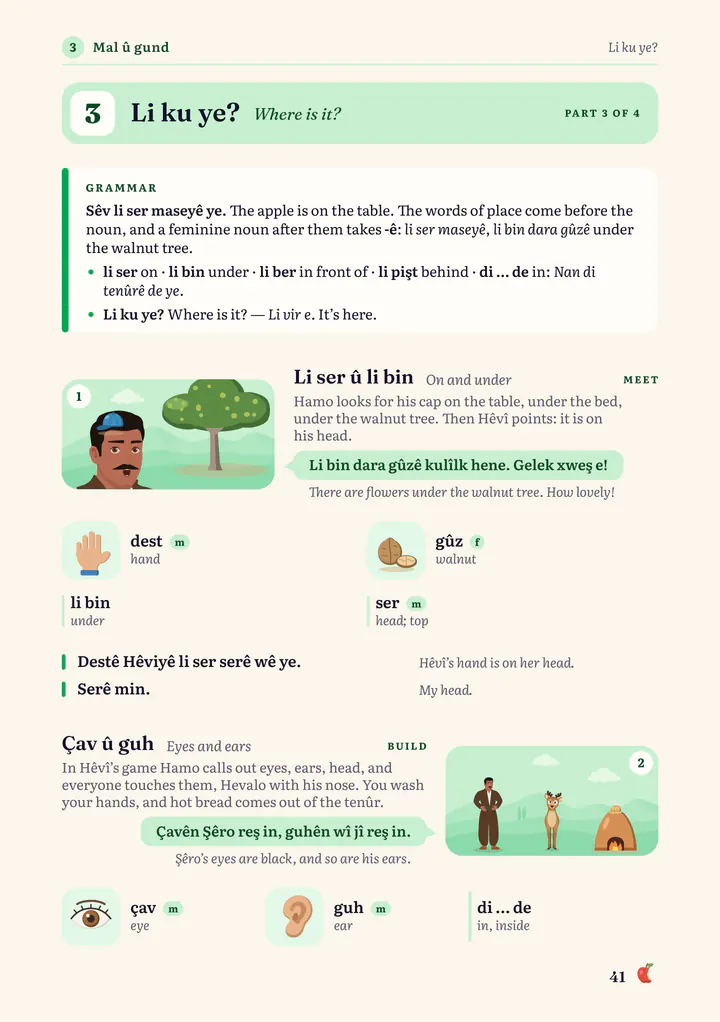 3 Mal û gund
Li ku ye?
3 Li ku ye? Where is it? PART 3 OF 4
GRAMMAR
Sêv li ser maseyê ye. The apple is on the table. The words of place come before the
noun, and a feminine noun after them takes -ê: li ser maseyê, li bin dara gûzê under
the walnut tree.
• li ser on · li bin under · li ber in front of · li pişt behind · di … de in: Nan di
tenûrê de ye.
• Li ku ye? Where is it? — Li vir e. It’s here.
1
Li ser û li bin On and under MEET
Hamo looks for his cap on the table, under the bed,
under the walnut tree. Then Hêvî points: it is on
his head.
Li bin dara gûzê kulîlk hene. Gelek xweş e!
There are flowers under the walnut tree. How lovely!
dest m
hand
gûz f
walnut
li bin
under
ser m
head; top
Destê Hêviyê li ser serê wê ye. Hêvî’s hand is on her head.
Serê min. My head.
Çav û guh Eyes and ears BUILD
In Hêvî’s game Hamo calls out eyes, ears, head, and
everyone touches them, Hevalo with his nose. You wash
your hands, and hot bread comes out of the tenûr.
Çavên Şêro reş in, guhên wî jî reş in.
Şêro’s eyes are black, and so are his ears.
2
çav m
eye
guh m
ear
di … de
in, inside
41